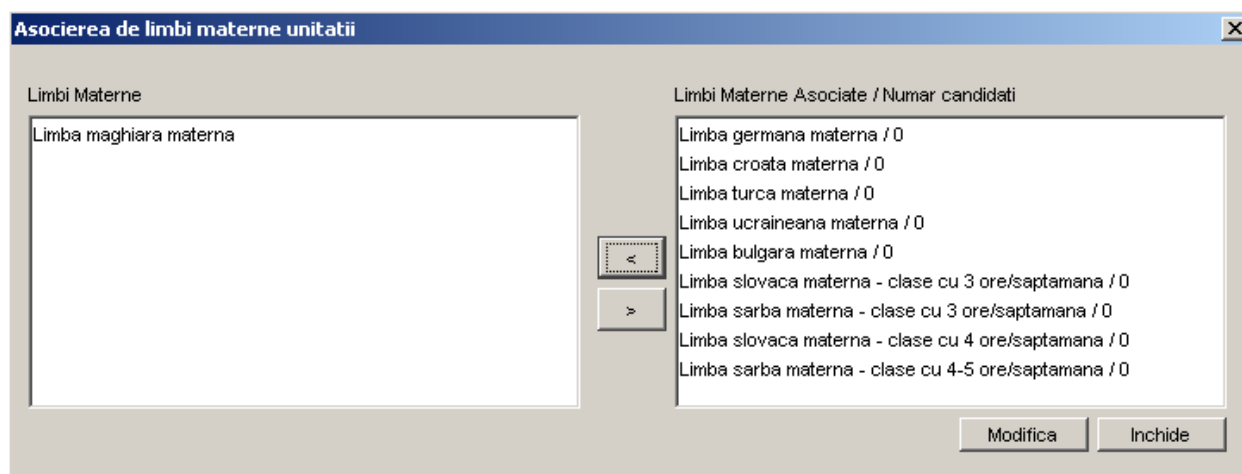 Asocierea de limbi materne unitatii
Limbi Materne
Limba maghiara materna
<
>
Limbi Materne Asociate / Numar candidati
Limba germana materna / 0
Limba croata materna / 0
Limba turca materna / 0
Limba ucraineana materna / 0
Limba bulgara materna / 0
Limba slovaca materna - clase cu 3 ore/saptamana / 0
Limba sarba materna - clase cu 3 ore/saptamana / 0
Limba slovaca materna - clase cu 4 ore/saptamana / 0
Limba sarba materna - clase cu 4-5 ore/saptamana / 0
Modifica Inchide